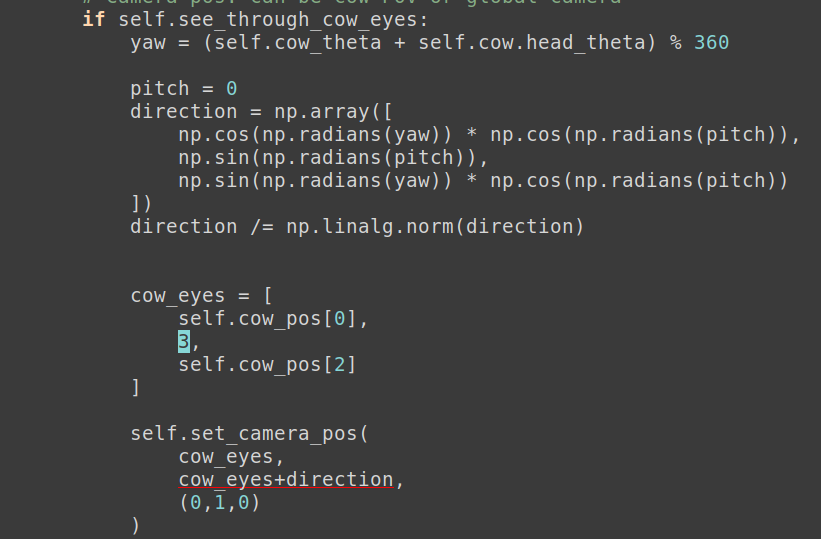 # camera pos: can be cow POV or global camera
if self.see_through_cow_eyes:
yaw = (self.cow_theta + self.cow.head_theta) % 360
pitch = 0
direction = np.array([
np.cos(np.radians(yaw)) * np.cos(np.radians(pitch)),
np.sin(np.radians(pitch)),
np.sin(np.radians(yaw)) * np.cos(np.radians(pitch))
])
direction /= np.linalg.norm(direction)
cow_eyes = [
self.cow_pos[0],
3,
self.cow_pos[2]
]
self.set_camera_pos(
cow_eyes,
cow_eyes+direction,
(0,1,0)
)